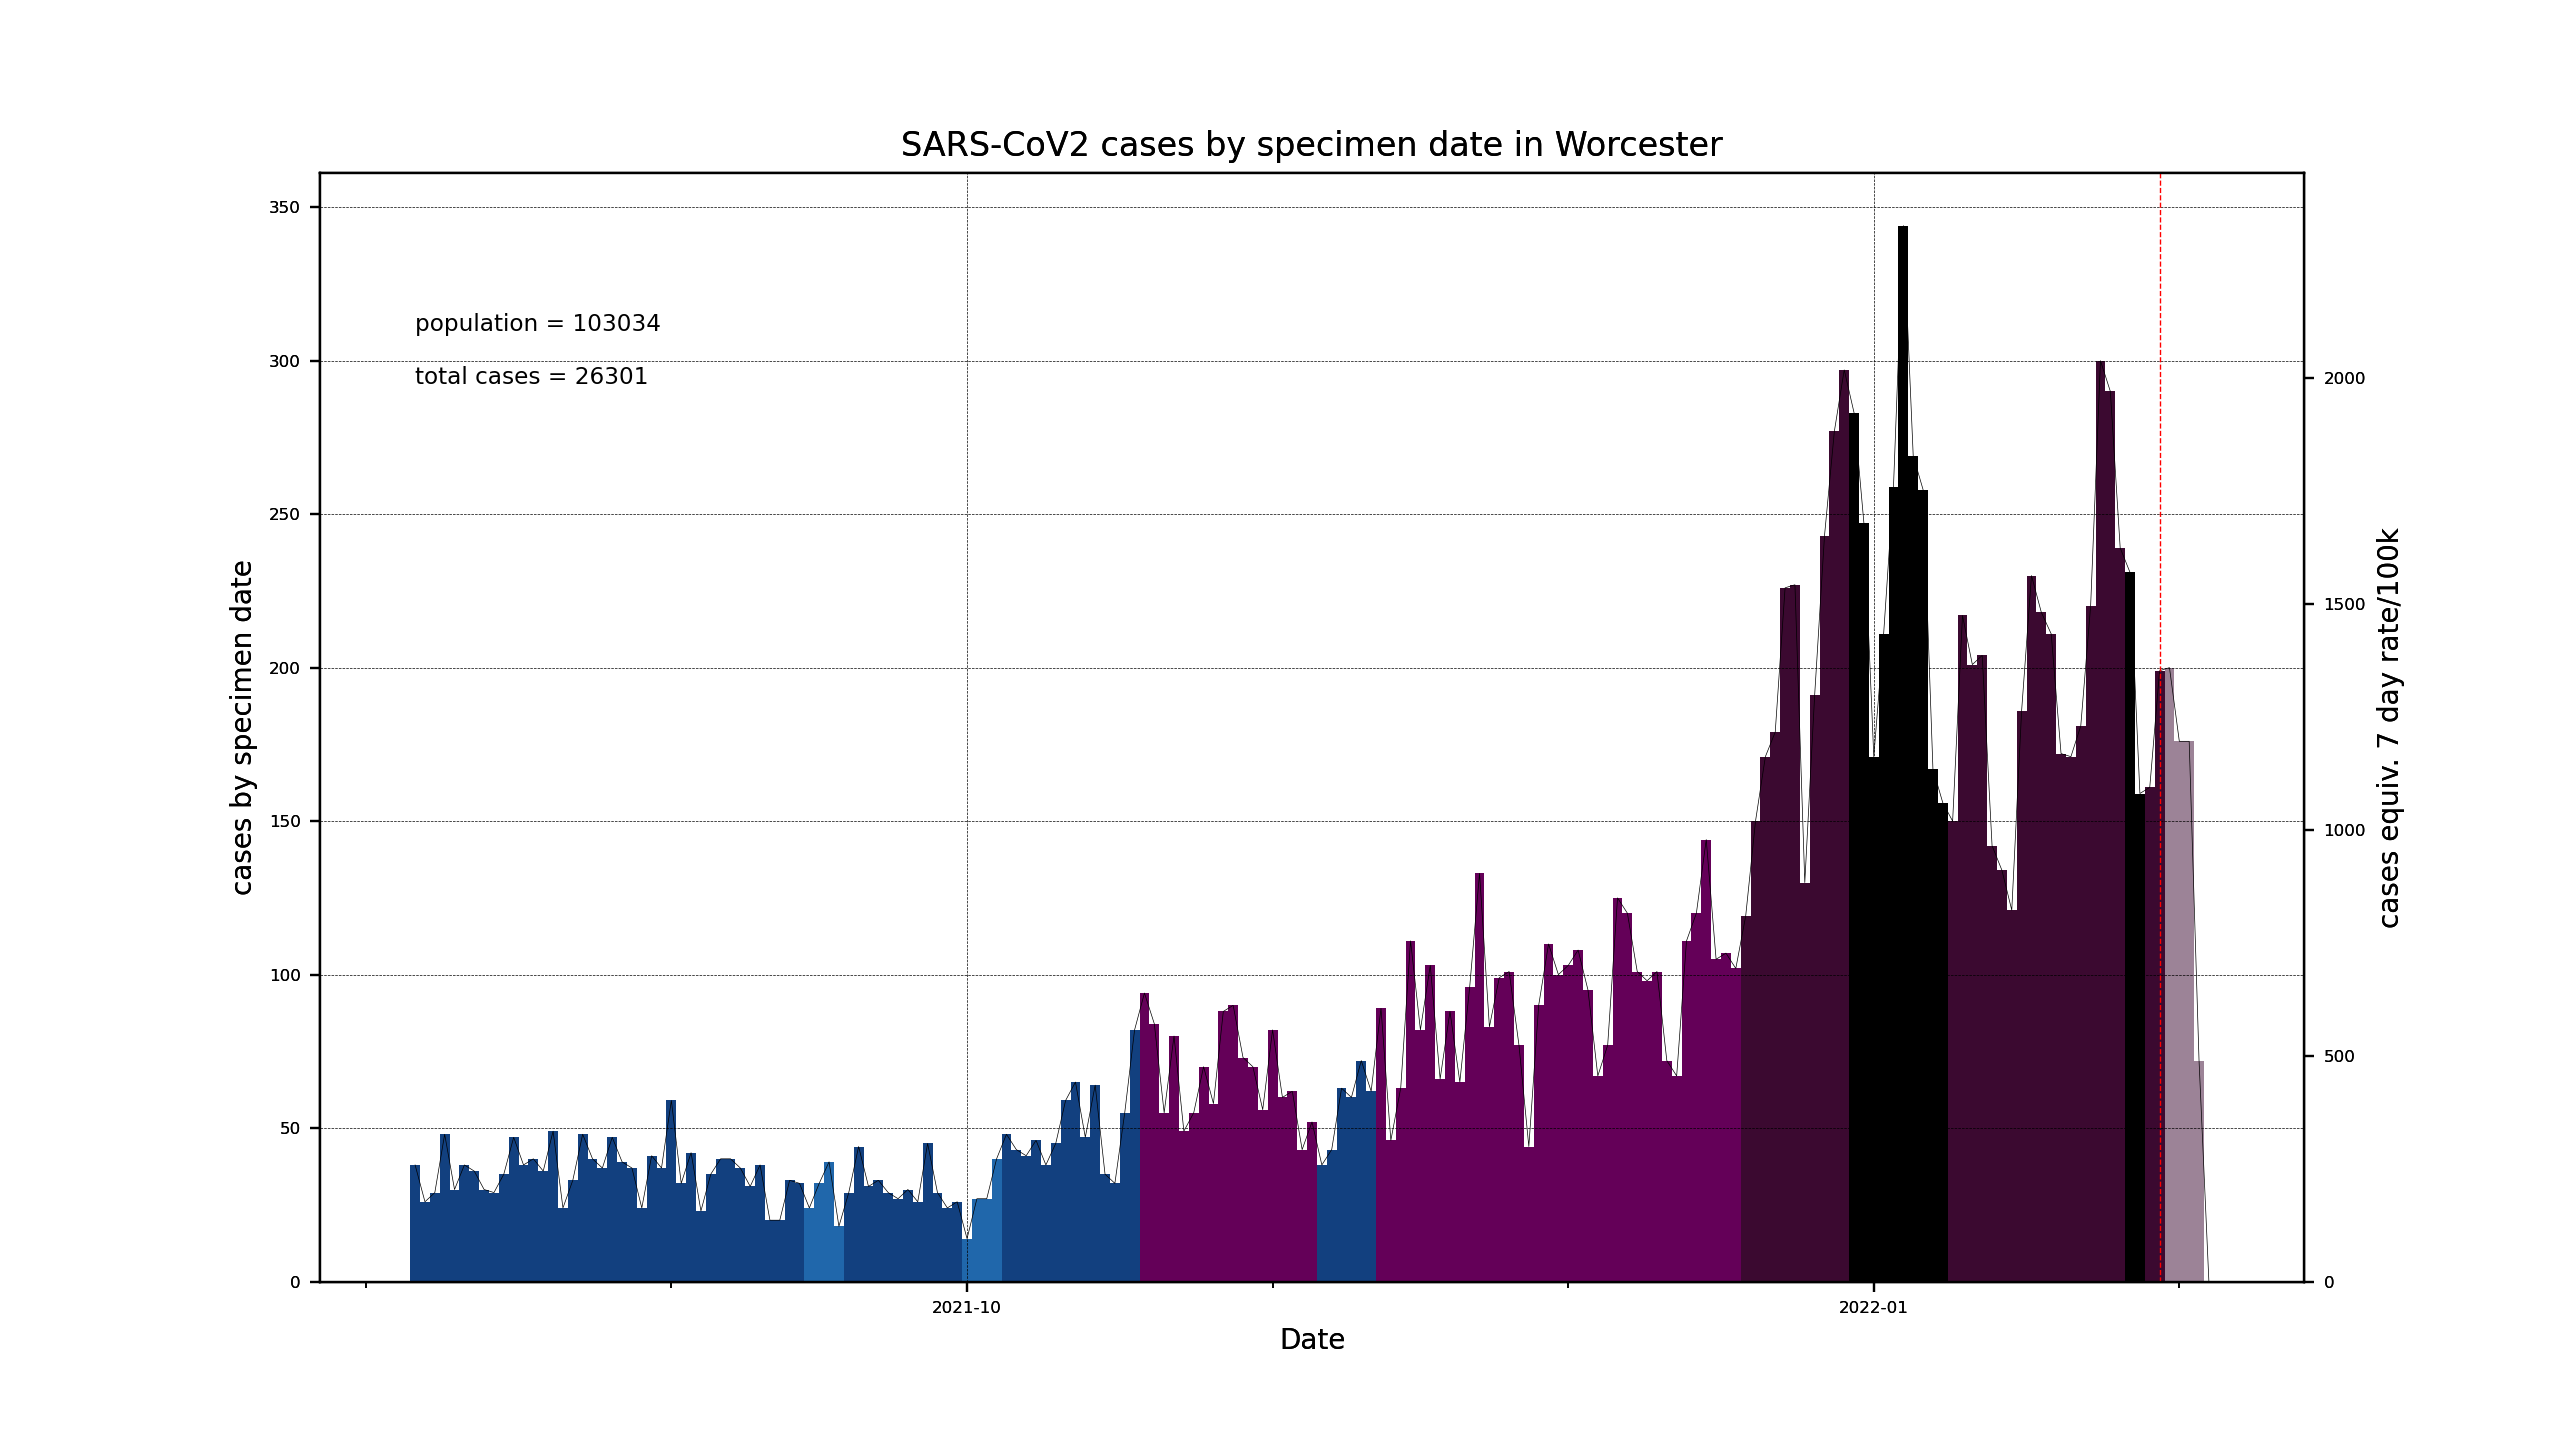 SARS-CoV2 cases by specimen date in Worcester
population = 103034
total cases = 26301
cases by specimen date
350
300
250
200
150
100
50
0
2000
1500
1000
500
0
cases equiv. 7 day rate/100k
2021-10
2022-01
Date